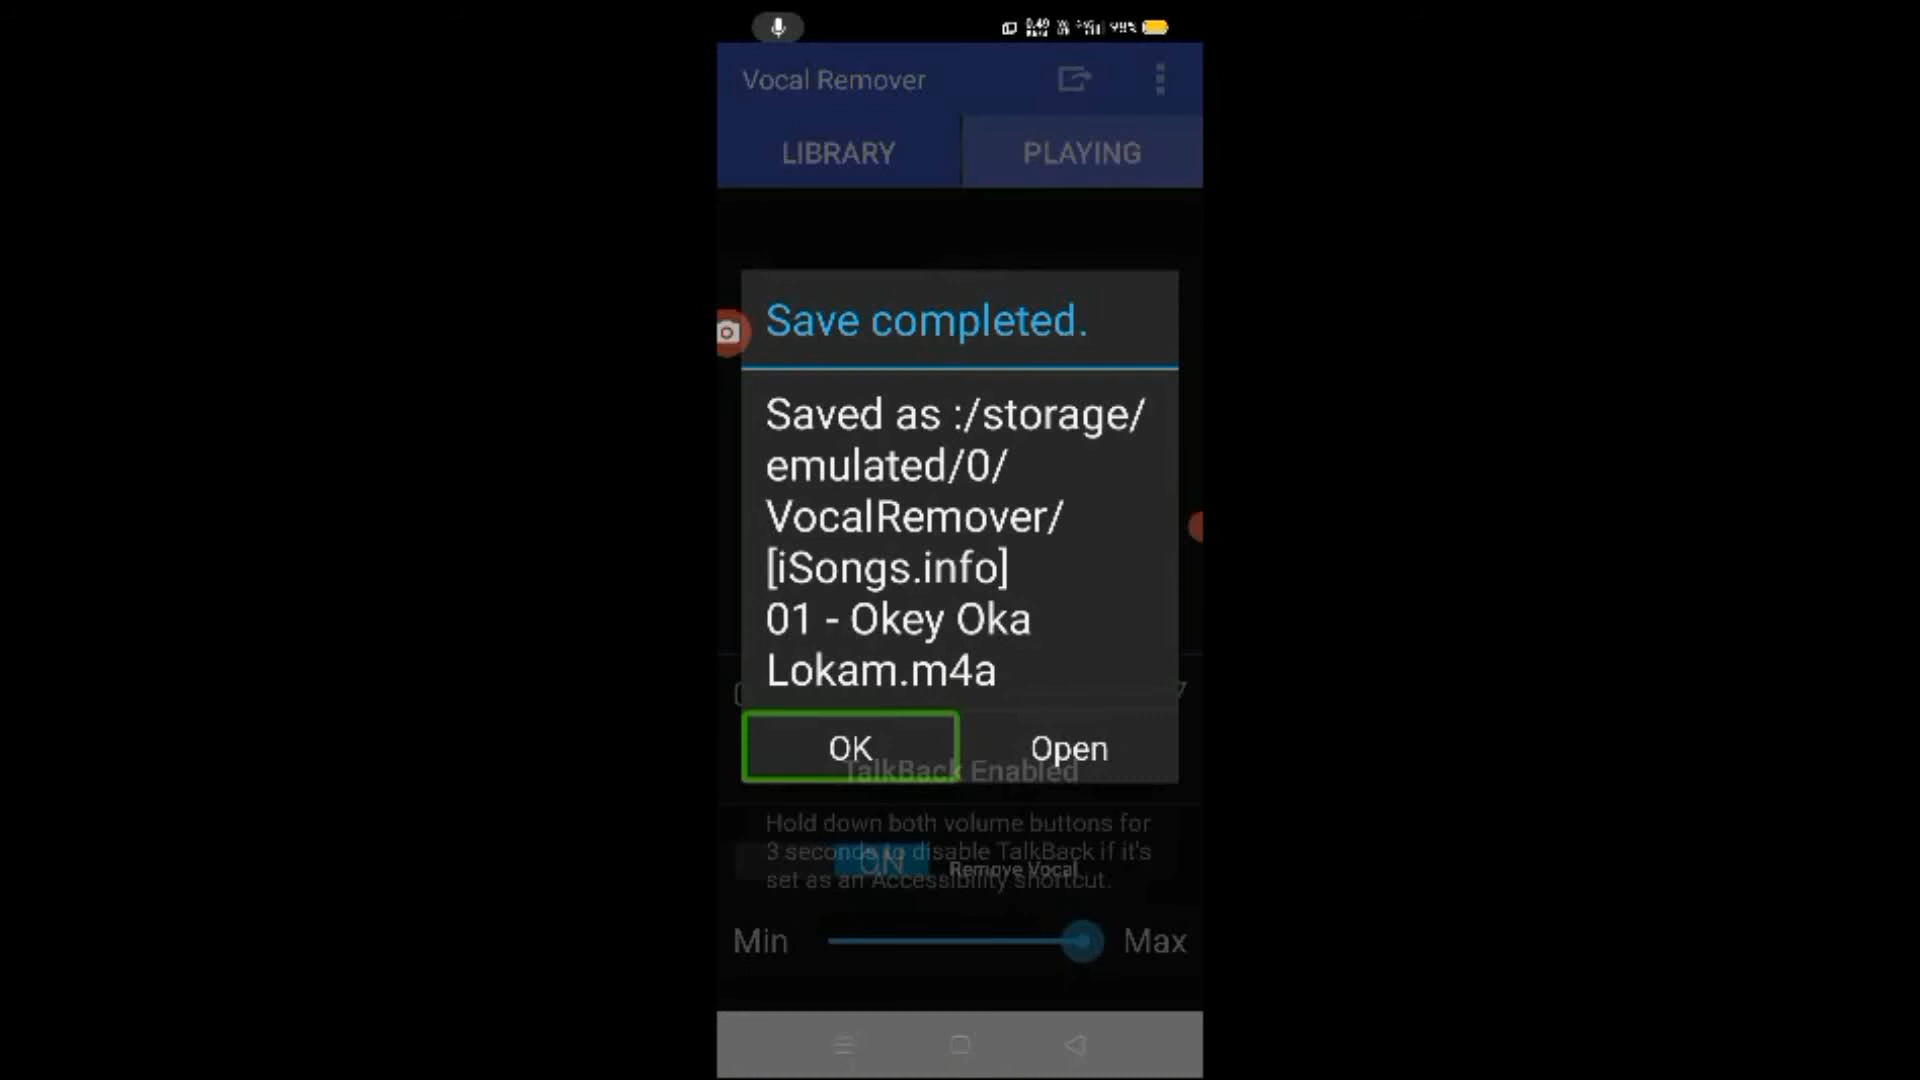 98%
Vocal Remover
LIBRARY
PLAYING
Save completed.
Saved as :/storage/
emulated/0/
VocalRemover/
[iSongs.info]
01 - Okey Oka
Lokam.m4a
OK
Open
TalkBack Enabled
Hold down both volume buttons for
3 seconds to disable TalkBack if it's
set as an Accessibility shortcut.
ON
Remove Vocal
Min
Max